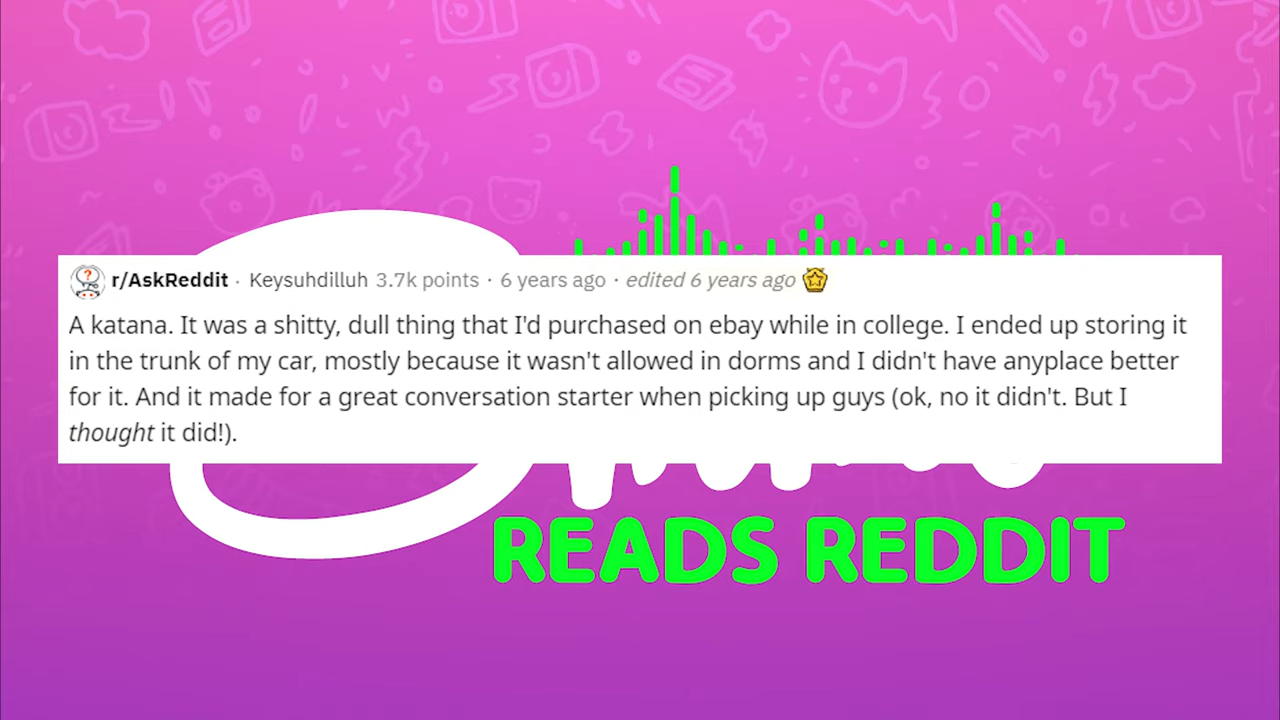 r/AskReddit · Keysuhdilluh 3.7k points · 6 years ago · edited 6 years ago
A katana. It was a shitty, dull thing that I'd purchased on ebay while in college. I ended up storing it
in the trunk of my car, mostly because it wasn't allowed in dorms and I didn't have anyplace better
for it. And it made for a great conversation starter when picking up guys (ok, no it didn't. But I
thought it did!).
READS REDDIT